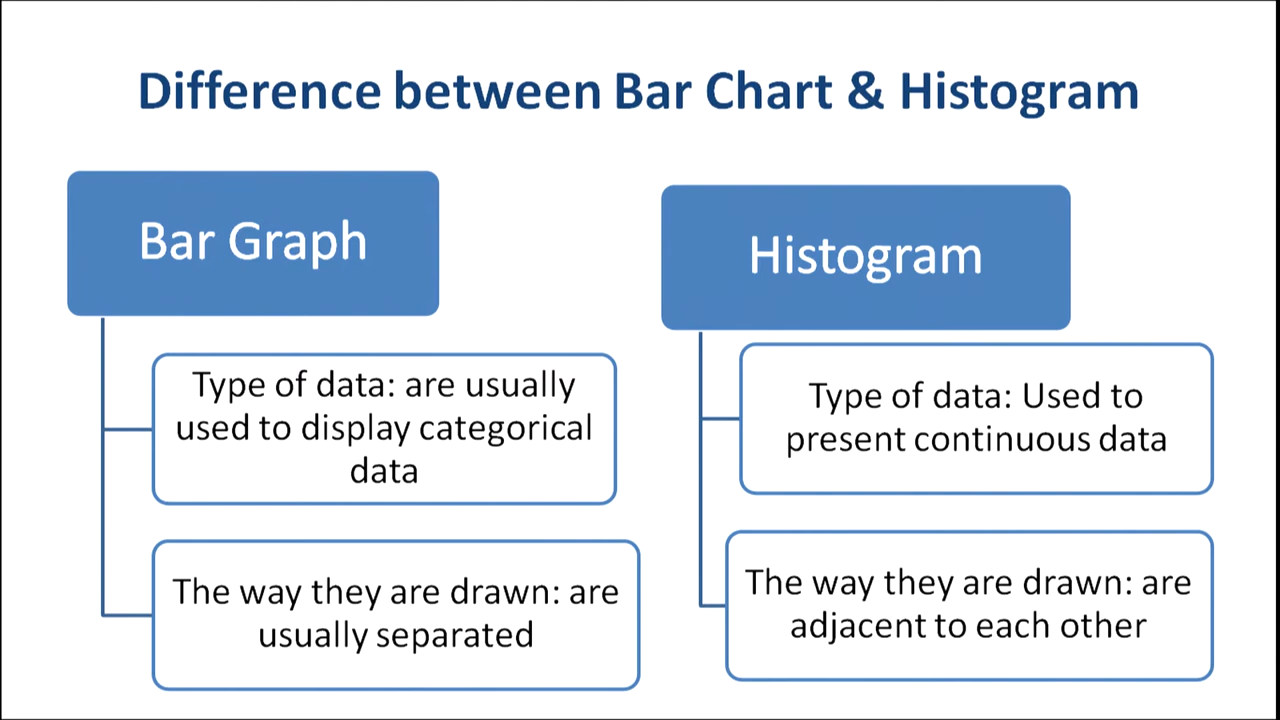 Difference between Bar Chart & Histogram
Bar Graph
Type of data: are usually
used to display categorical
data
The way they are drawn: are
usually separated
Histogram
Type of data: Used to
present continuous data
The way they are drawn: are
adjacent to each other